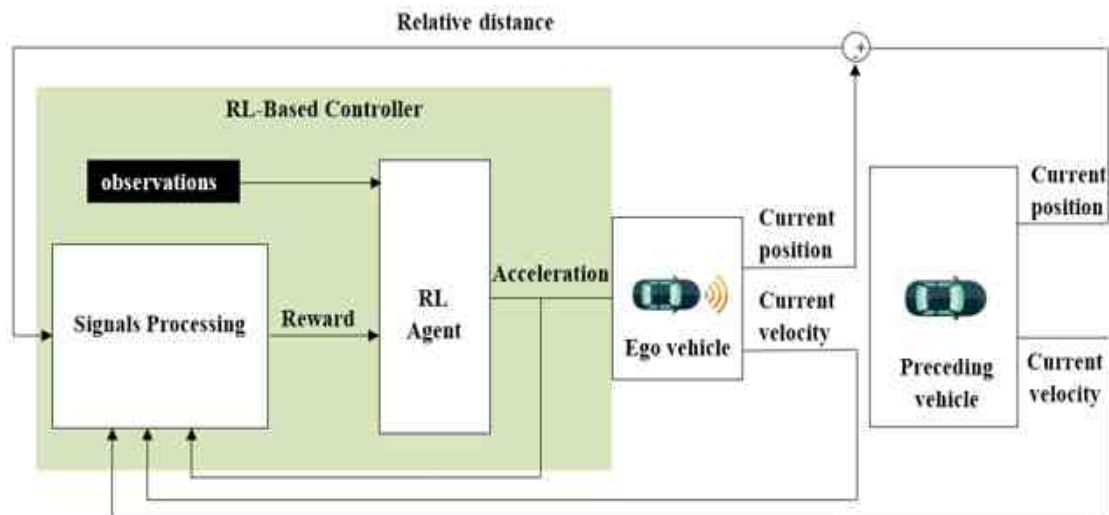 Relative distance
+
-
RL-Based Controller
observations
Signals Processing
Reward
RL
Agent
Acceleration
Ego vehicle
Current
position
Current
velocity
Preceding
vehicle
Current
position
Current
velocity